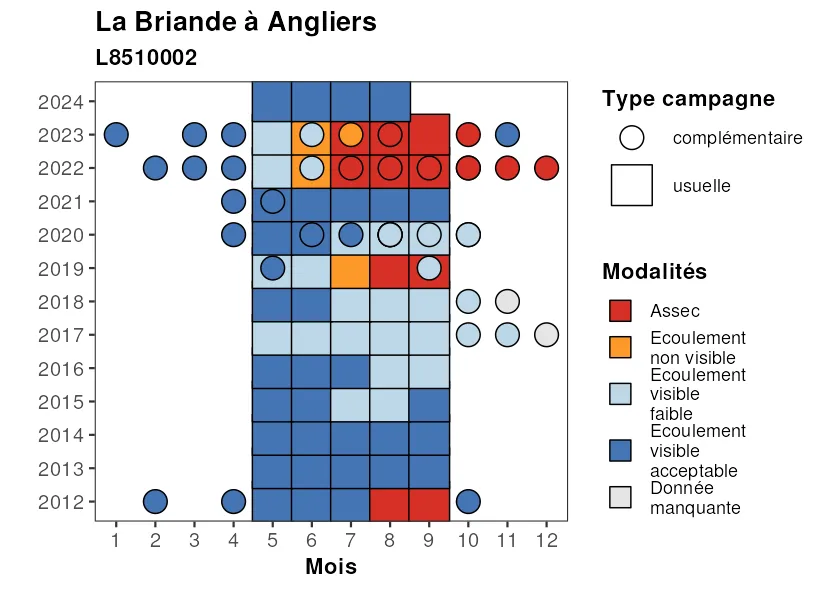 La Briande à Angliers
L8510002
2024
2023
2022
2021
2020
2019
2018
2017
2016
2015
2014
2013
2012
1 2 3 4 5 6 7 8 9 10 11 12
Mois
Type campagne
complémentaire
usuelle
Modalités
Assec
Ecoulement
non visible
Ecoulement
visible
faible
Ecoulement
visible
acceptable
Donnée
manquante